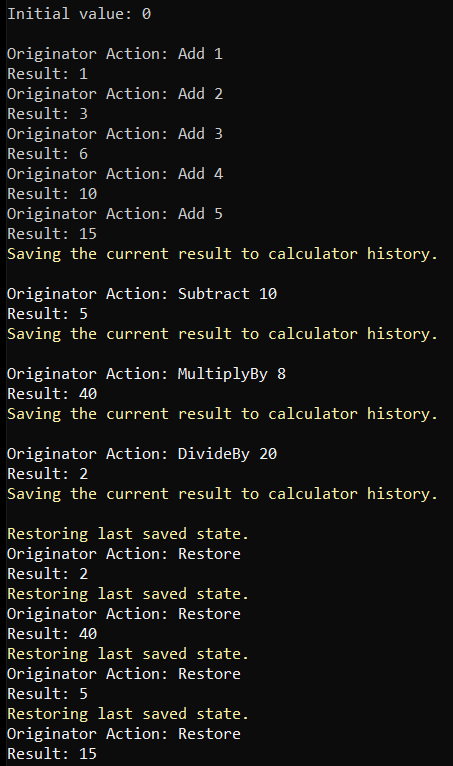 Initial value: 0
Originator Action: Add 1
Result: 1
Originator Action: Add 2
Result: 3
Originator Action: Add 3
Result: 6
Originator Action: Add 4
Result: 10
Originator Action: Add 5
Result: 15
Saving the current result to calculator history.
Originator Action: Subtract 10
Result: 5
Saving the current result to calculator history.
Originator Action: MultiplyBy 8
Result: 40
Saving the current result to calculator history.
Originator Action: DivideBy 20
Result: 2
Saving the current result to calculator history.
Restoring last saved state.
Originator Action: Restore
Result: 2
Restoring last saved state.
Originator Action: Restore
Result: 40
Restoring last saved state.
Originator Action: Restore
Result: 5
Restoring last saved state.
Originator Action: Restore
Result: 15